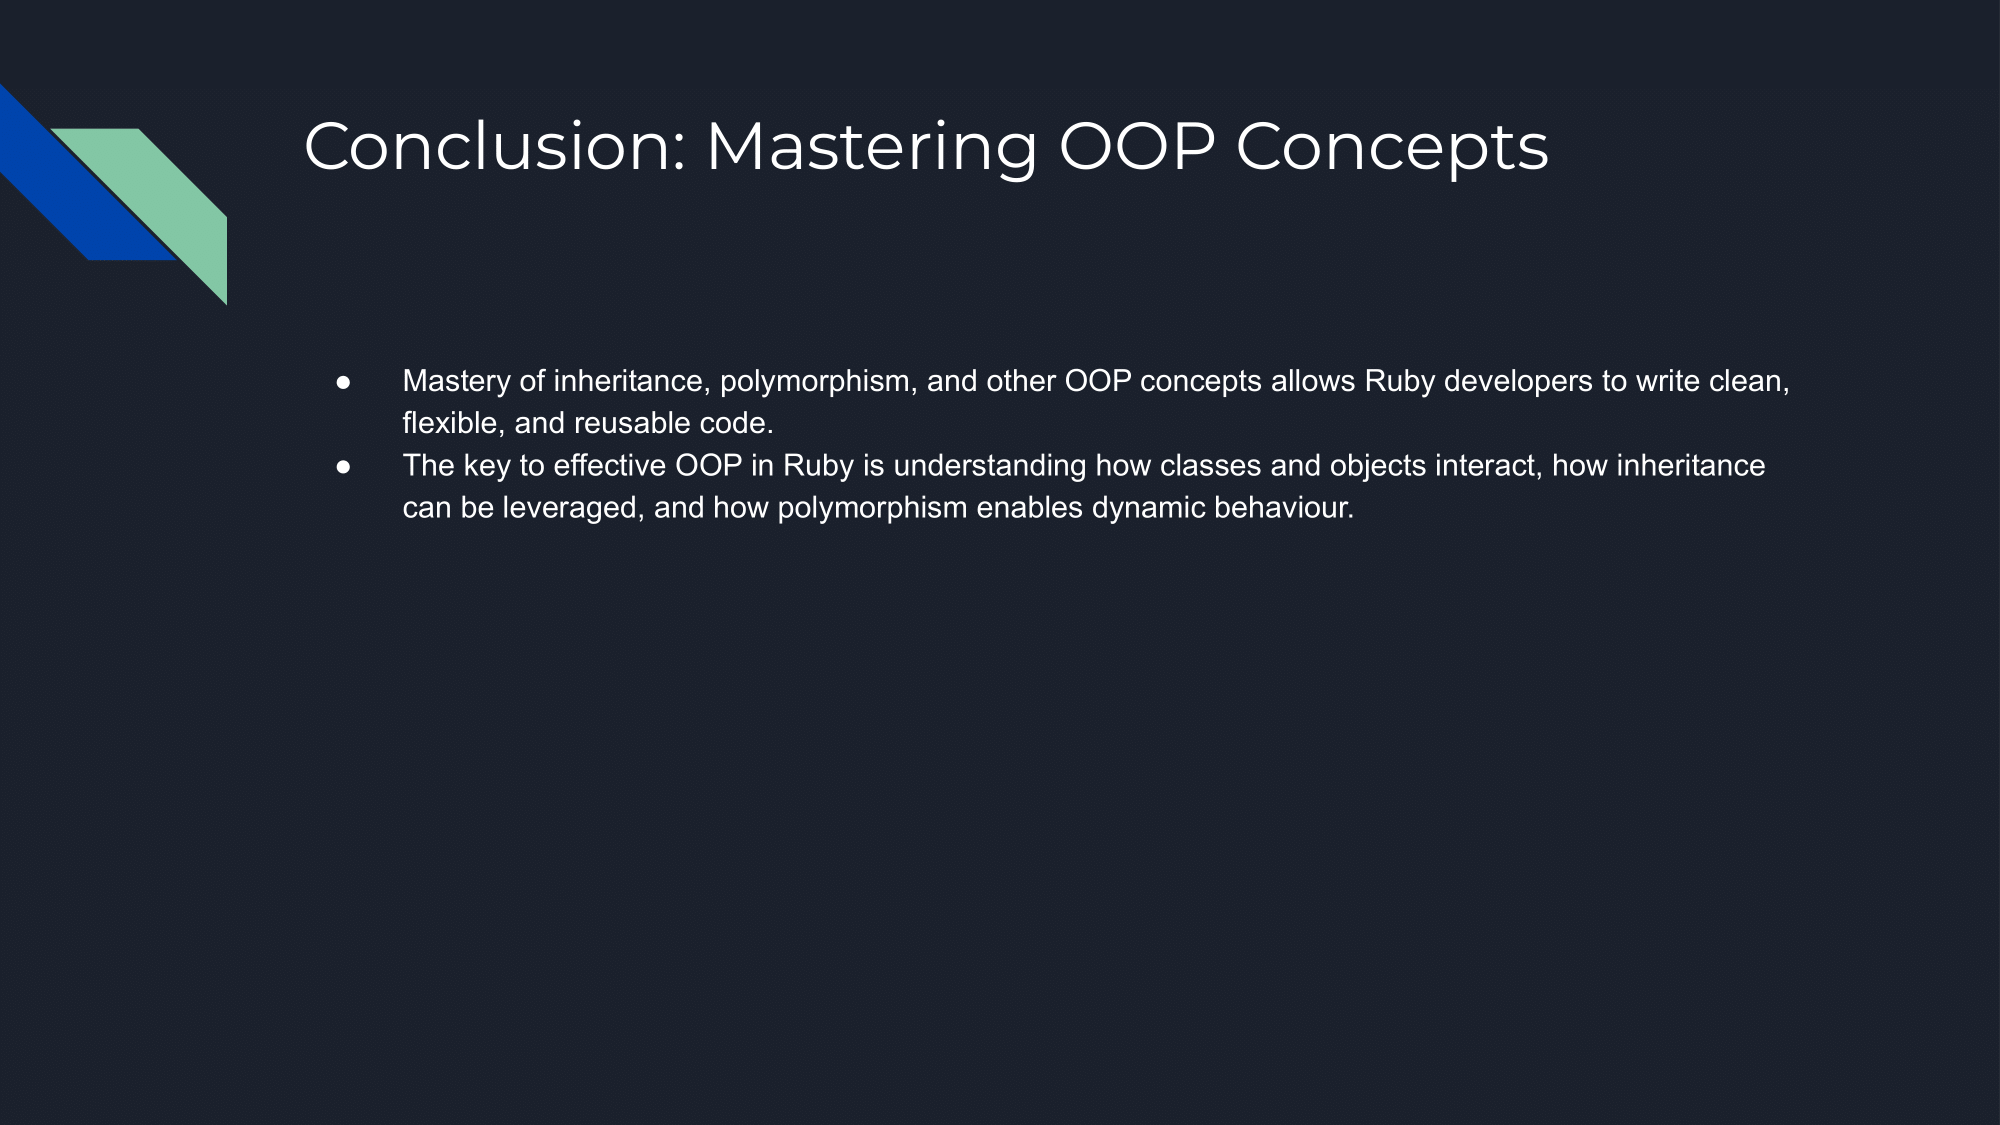 Conclusion: Mastering OOP Concepts
● Mastery of inheritance, polymorphism, and other OOP concepts allows Ruby developers to write clean,
flexible, and reusable code.
● The key to effective OOP in Ruby is understanding how classes and objects interact, how inheritance
can be leveraged, and how polymorphism enables dynamic behaviour.